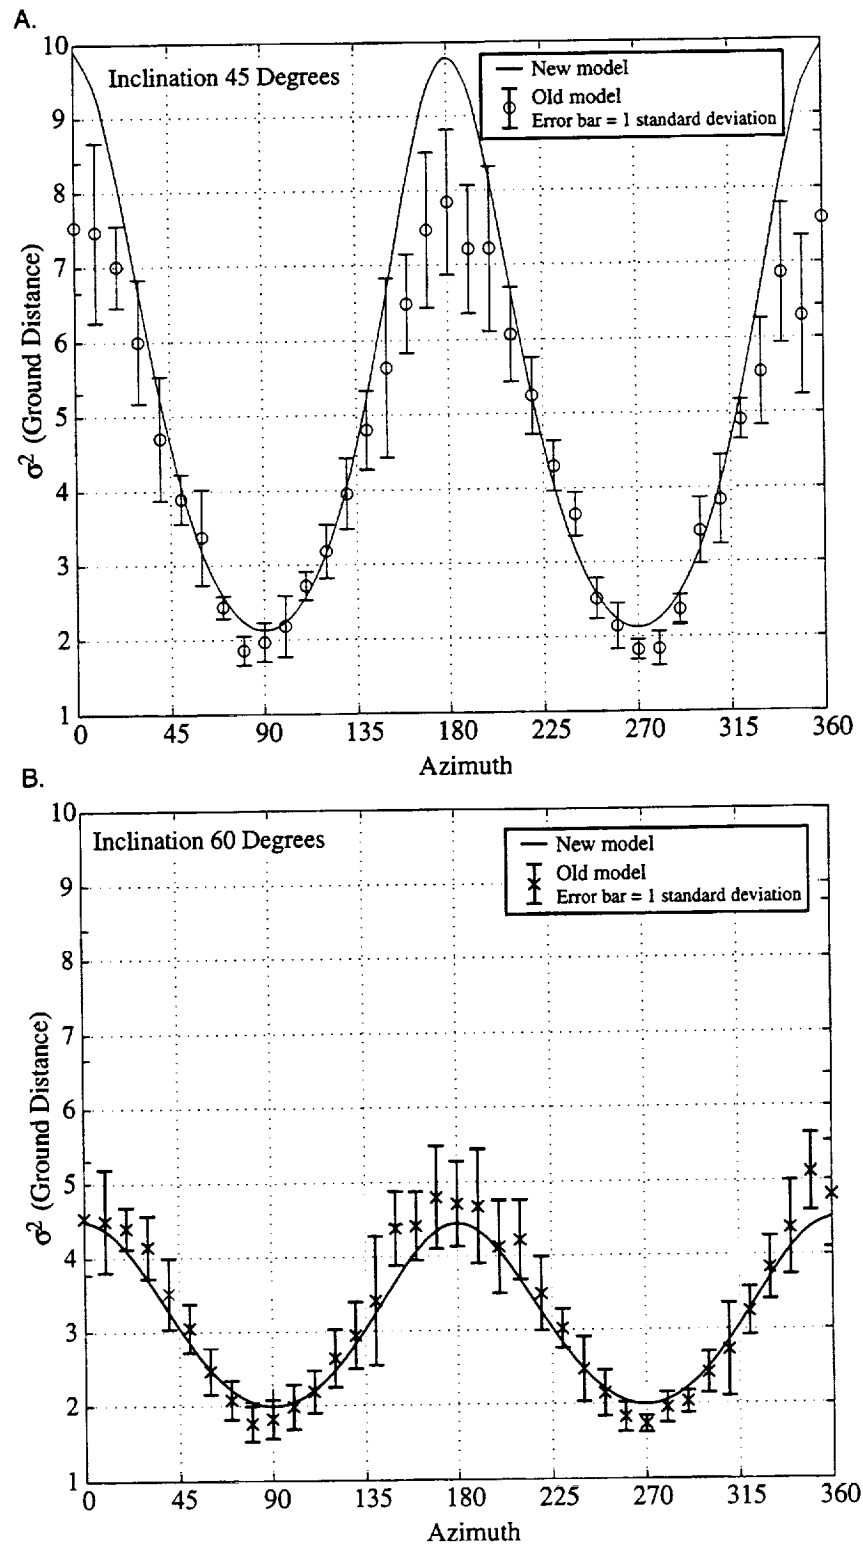 A.
Inclination 45 Degrees
New model
Old model
Error bar = 1 standard deviation
10
9
8
7
6
5
4
3
2
1
σ² (Ground Distance)
0 45 90 135 180 225 270 315 360
Azimuth
B.
Inclination 60 Degrees
New model
Old model
Error bar = 1 standard deviation
10
9
8
7
6
5
4
3
2
1
σ² (Ground Distance)
0 45 90 135 180 225 270 315 360
Azimuth